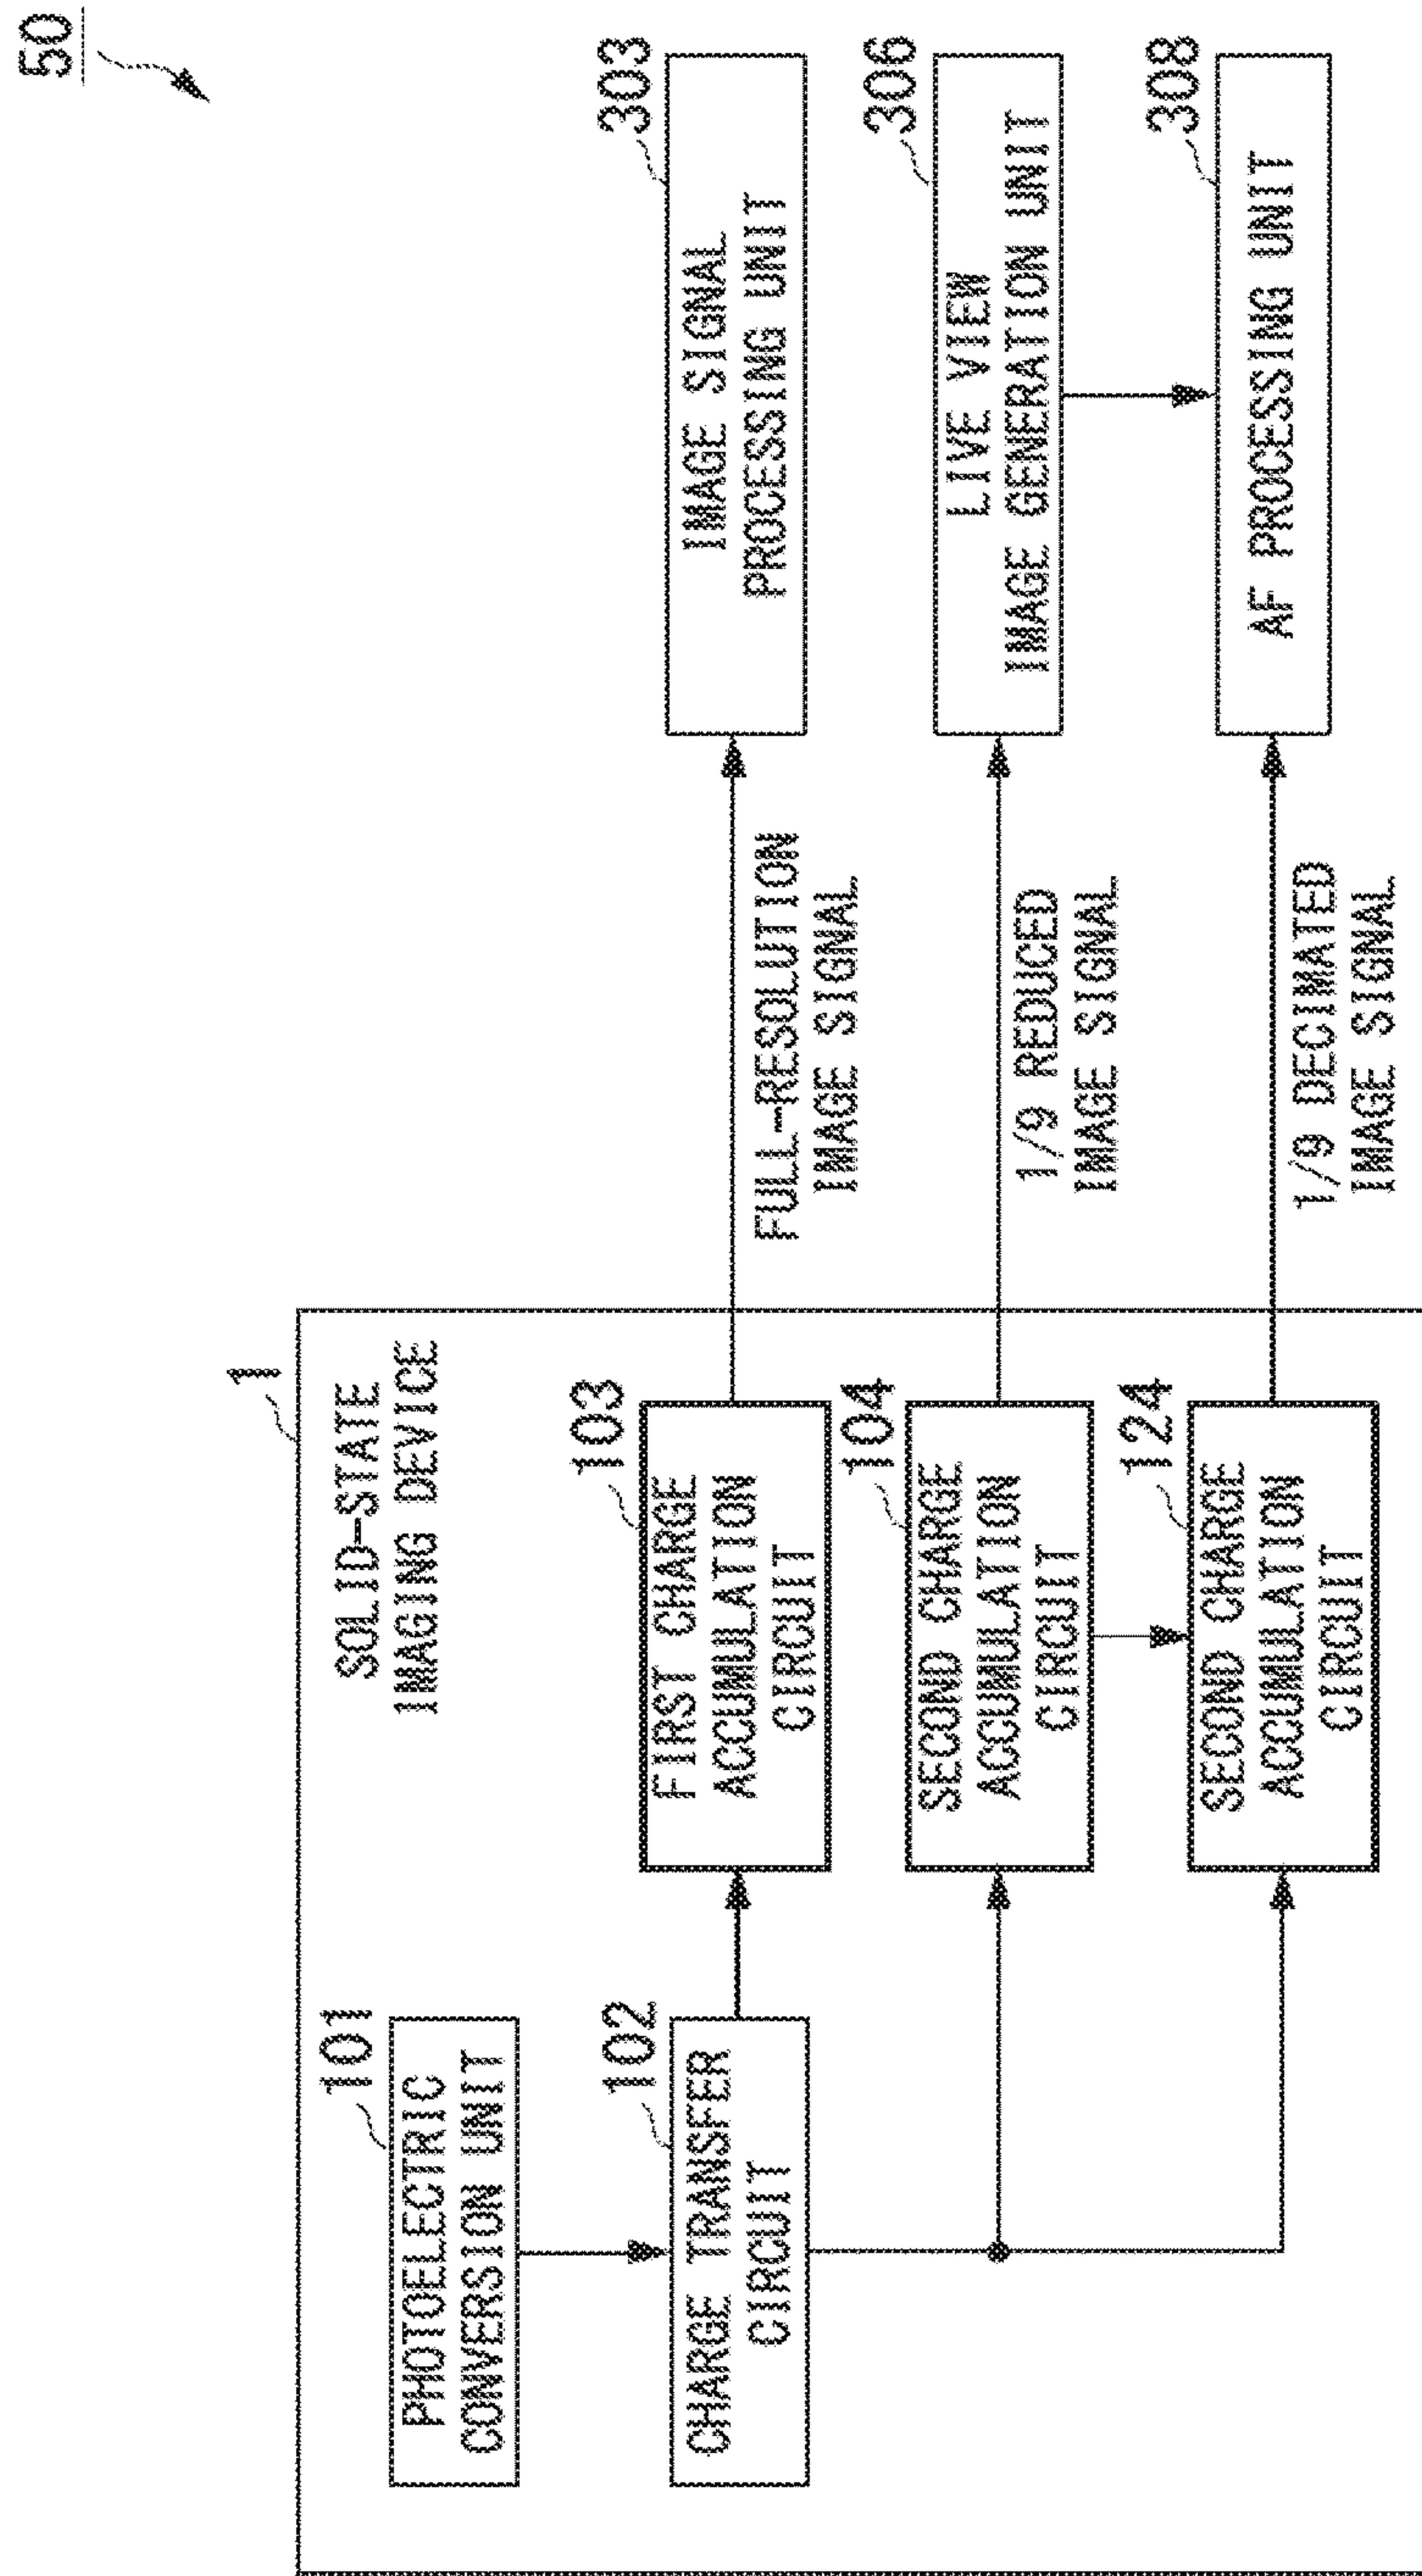 50
1
SOLID-STATE
IMAGING DEVICE
101
PHOTOELECTRIC
CONVERSION UNIT
102
CHARGE TRANSFER
CIRCUIT
103
FIRST CHARGE
ACCUMULATION
CIRCUIT
FULL-RESOLUTION
IMAGE SIGNAL
303
IMAGE SIGNAL
PROCESSING UNIT
104
SECOND CHARGE
ACCUMULATION
CIRCUIT
1/9 REDUCED
IMAGE SIGNAL
306
LIVE VIEW
IMAGE GENERATION UNIT
124
SECOND CHARGE
ACCUMULATION
CIRCUIT
1/9 DECIMATED
IMAGE SIGNAL
308
AF PROCESSING UNIT